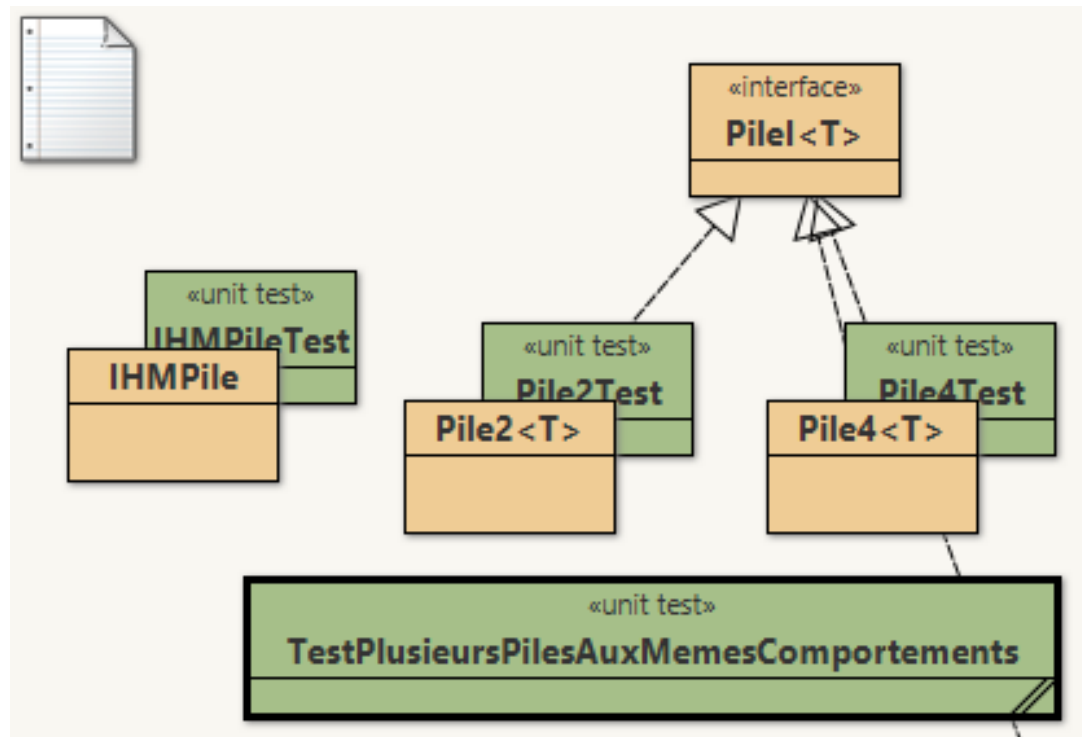 «interface»
PileI<T>
«unit test»
IHMPileTest
IHMPile
«unit test»
Pile2Test
Pile2<T>
«unit test»
Pile4Test
Pile4<T>
«unit test»
TestPlusieursPilesAuxMemesComportements